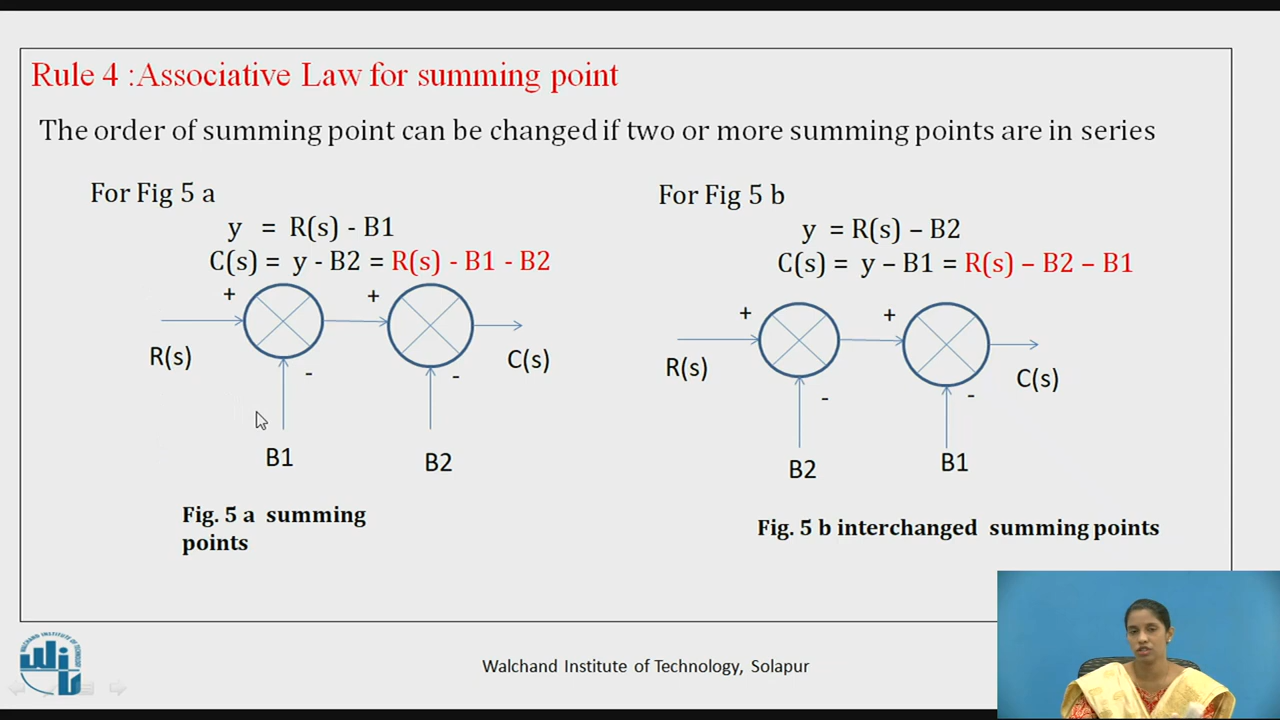 Rule 4 :Associative Law for summing point
The order of summing point can be changed if two or more summing points are in series
For Fig 5 a
y = R(s) - B1
C(s) = y - B2 = R(s) - B1 - B2
+
+
R(s)
-
-
C(s)
B1
B2
Fig. 5 a summing
points
For Fig 5 b
y = R(s) – B2
C(s) = y – B1 = R(s) – B2 – B1
+
+
R(s)
-
-
C(s)
B2
B1
Fig. 5 b interchanged summing points
Walchand Institute of Technology, Solapur